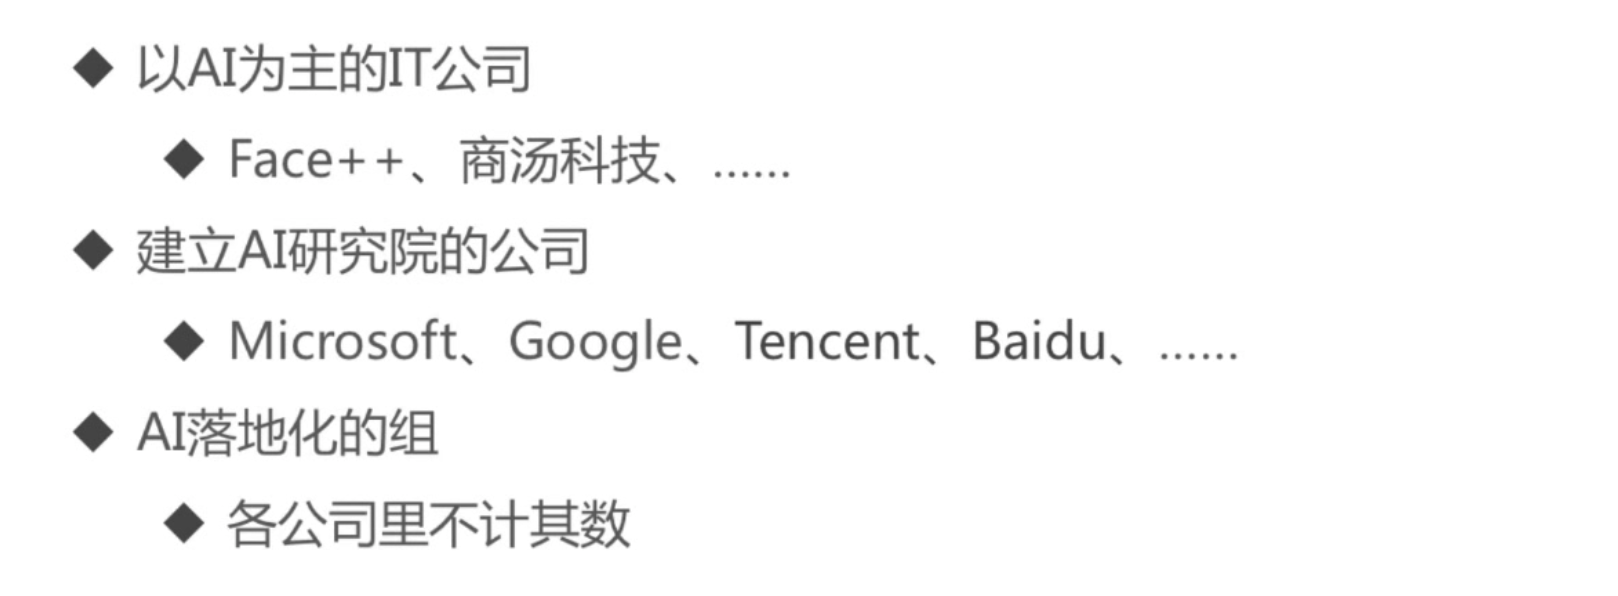 ◆ 以AI为主的IT公司
◆ Face++、商汤科技、……
◆ 建立AI研究院的公司
◆ Microsoft、Google、Tencent、Baidu、……
◆ AI落地化的组
◆ 各公司里不计其数